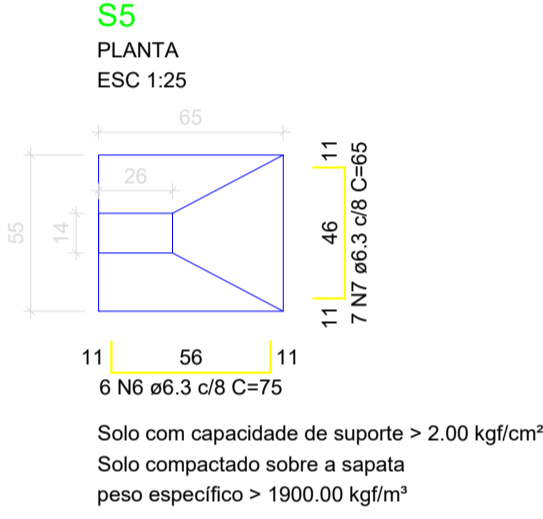 S5
PLANTA
ESC 1:25
65
26
55
14
11
46
11
7 N7 ø6.3 c/8 C=65
11 56 11
6 N6 ø6.3 c/8 C=75
Solo com capacidade de suporte > 2.00 kgf/cm²
Solo compactado sobre a sapata
peso específico > 1900.00 kgf/m³